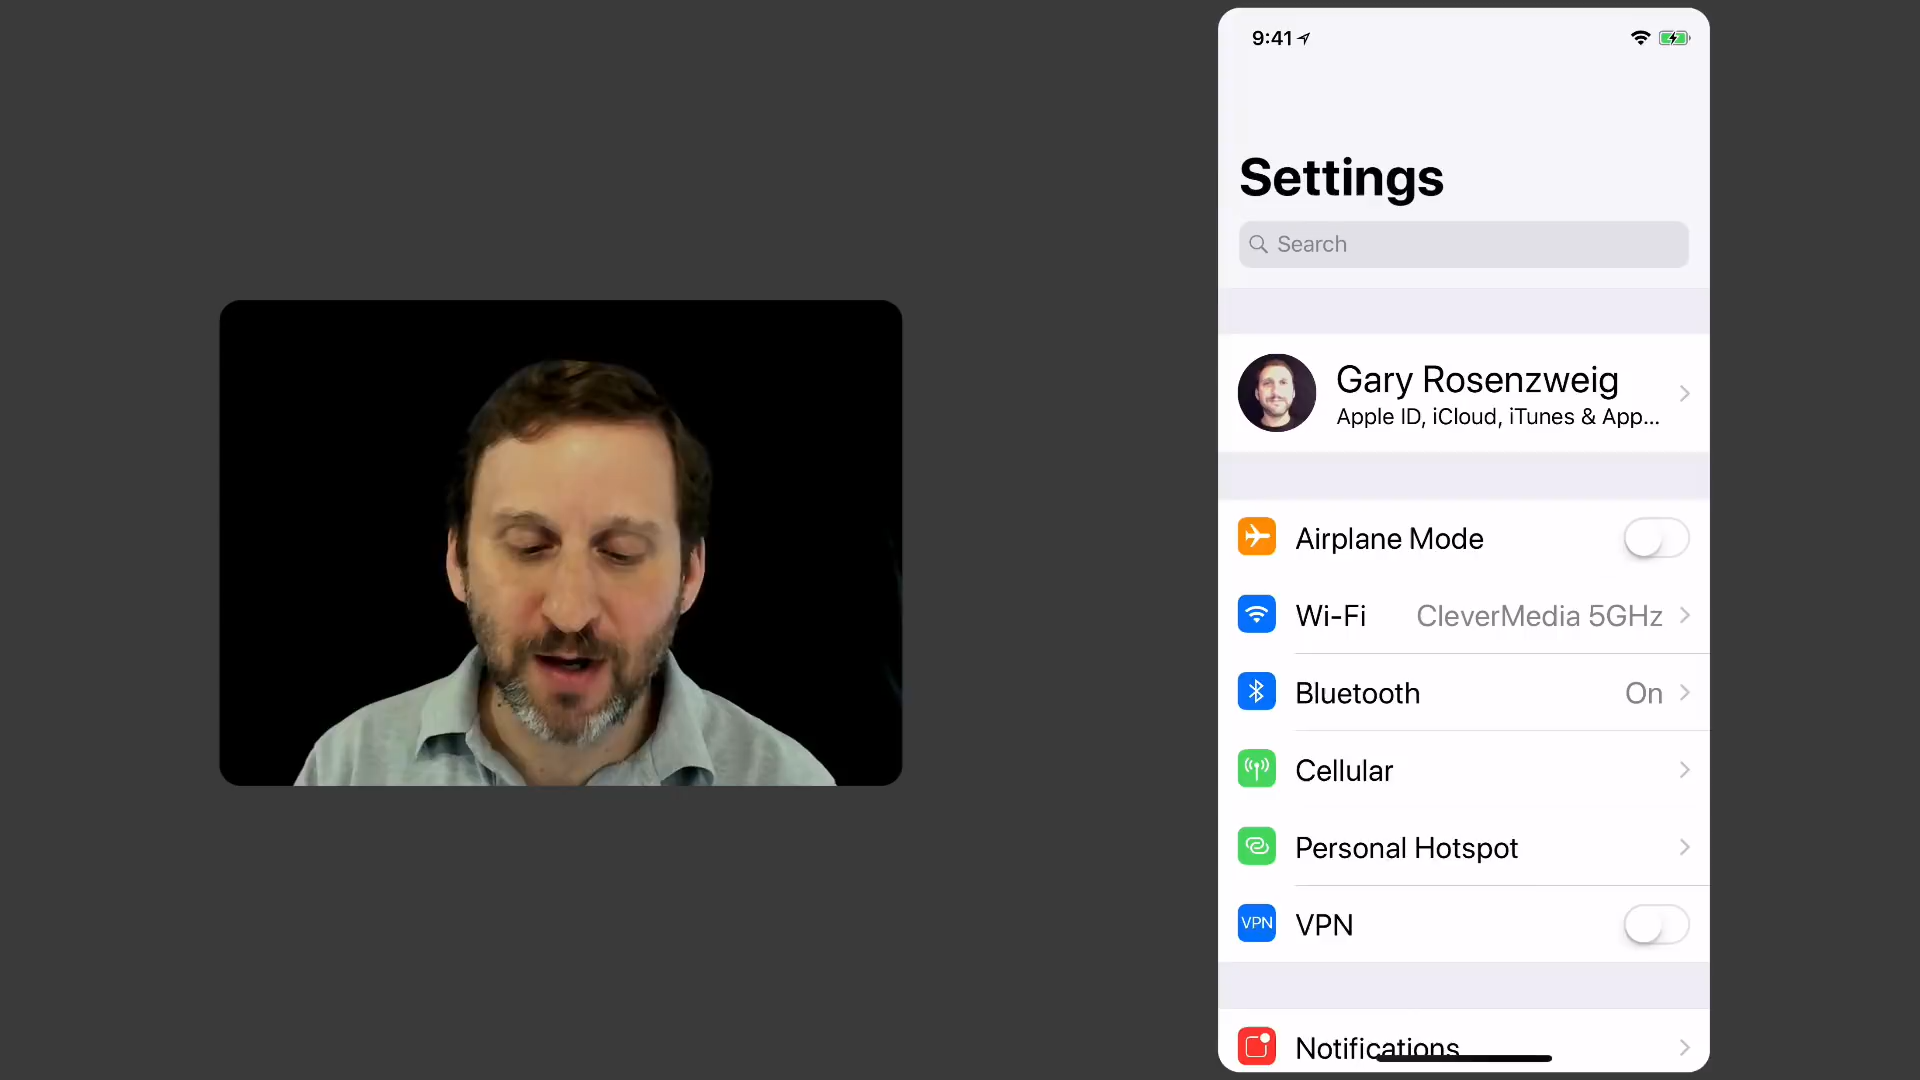 9:41
Settings
Search
Gary Rosenzweig
Apple ID, iCloud, iTunes & App...
Airplane Mode
Wi-Fi CleverMedia 5GHz
Bluetooth On
Cellular
Personal Hotspot
VPN VPN
Notifications